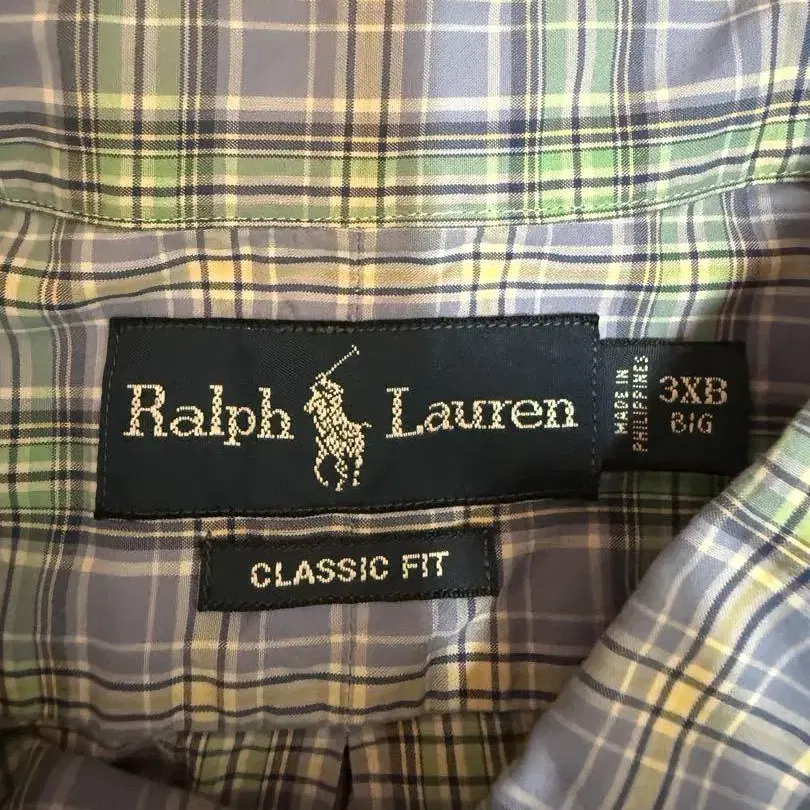 Ralph Lauren
MADE IN
PHILIPPINES
3XB
BIG
CLASSIC FIT